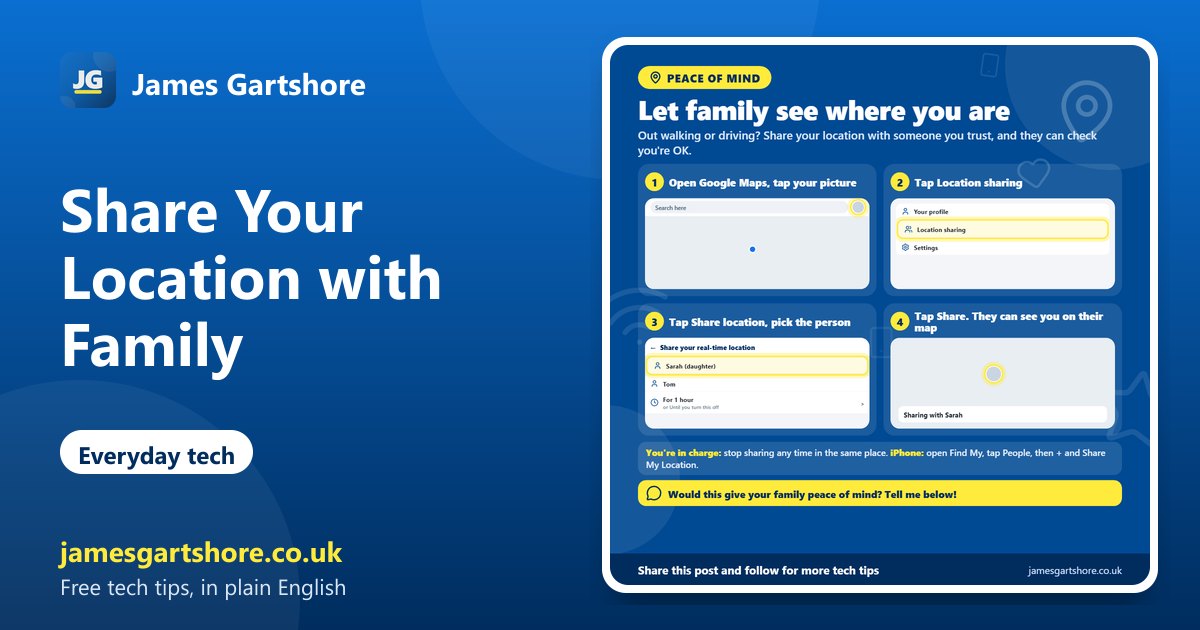 JG
James Gartshore
Share Your
Location with
Family
Everyday tech
jamesgartshore.co.uk
Free tech tips, in plain English
PEACE OF MIND
Let family see where you are
Out walking or driving? Share your location with someone you trust, and they can check
you're OK.
1 Open Google Maps, tap your picture
Search here
2 Tap Location sharing
Your profile
Location sharing
Settings
3 Tap Share location, pick the person
← Share your real-time location
Sarah (daughter)
Tom
For 1 hour
or Until you turn this off
›
4 Tap Share. They can see you on their
map
Sharing with Sarah
You're in charge: stop sharing any time in the same place. iPhone: open Find My, tap People, then + and Share
My Location.
Would this give your family peace of mind? Tell me below!
Share this post and follow for more tech tips
jamesgartshore.co.uk